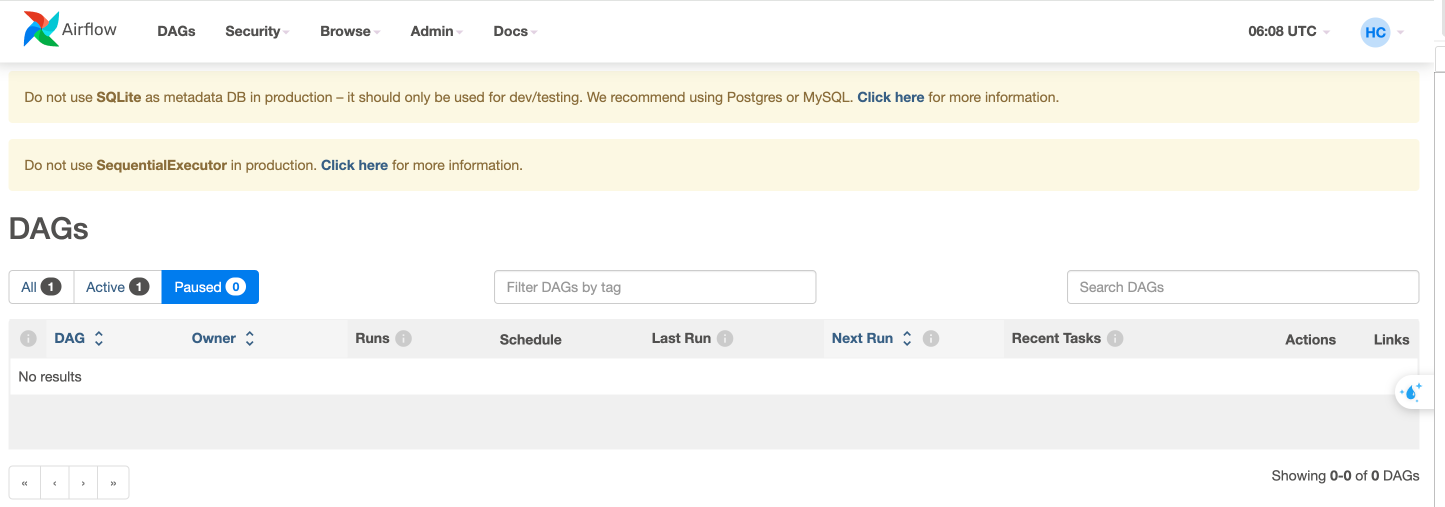 Airflow DAGs Security Browse Admin Docs 06:08 UTC HC
Do not use SQLite as metadata DB in production – it should only be used for dev/testing. We recommend using Postgres or MySQL. Click here for more information.
Do not use SequentialExecutor in production. Click here for more information.
DAGs
All 1 Active 1 Paused 0 Filter DAGs by tag Search DAGs
i DAG Owner Runs i Schedule Last Run i Next Run i Recent Tasks i Actions Links
No results
« ‹ › » Showing 0-0 of 0 DAGs